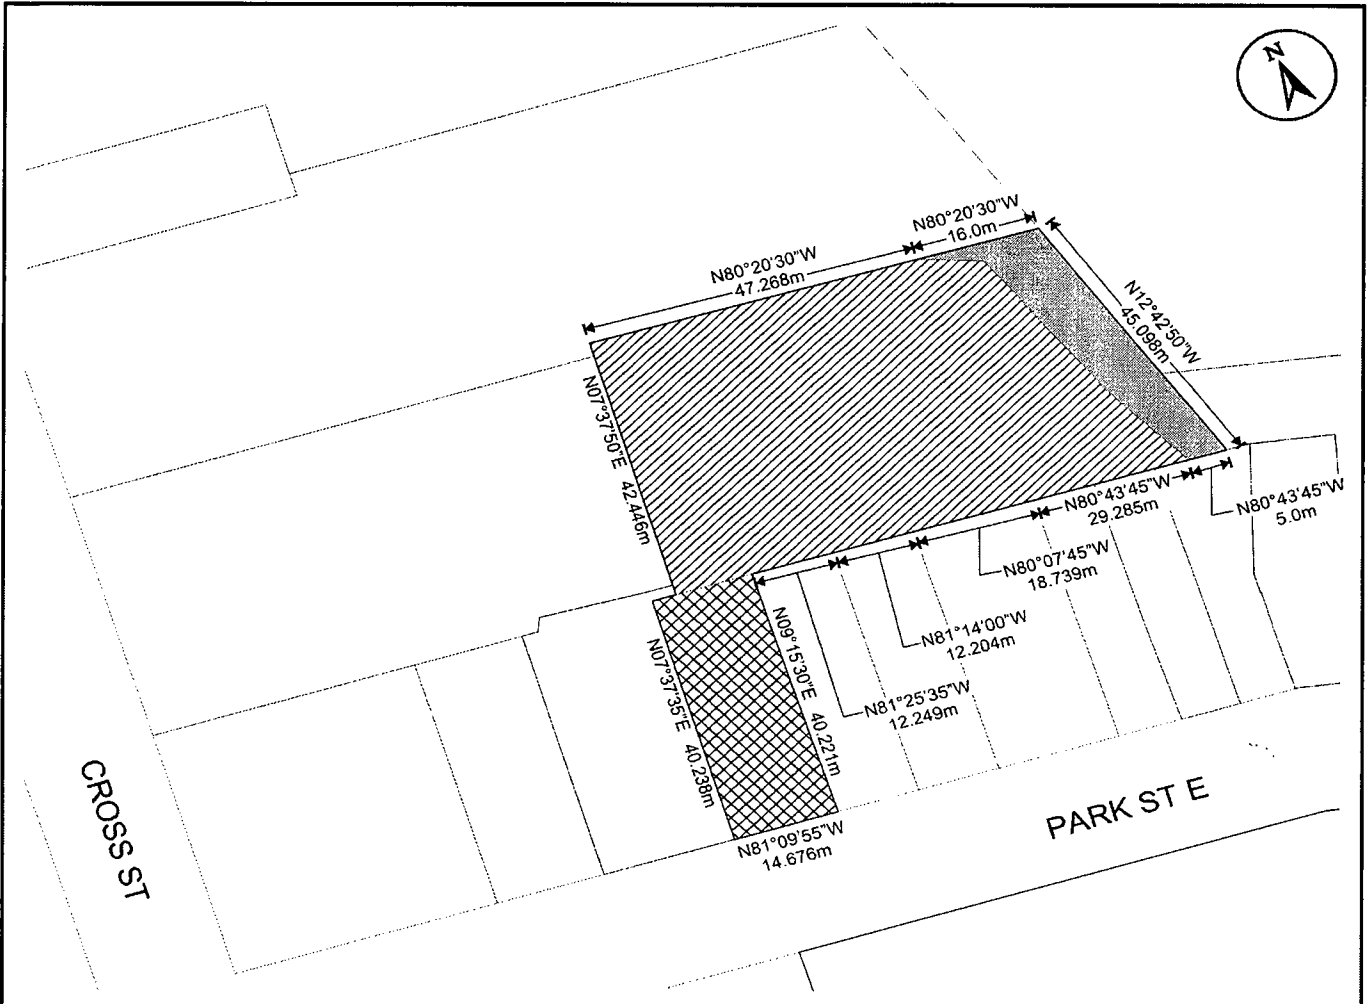 N
N80°20'30"W
16.0m
N80°20'30"W
47.268m
N12°42'50"W
45.098m
N07°37'50"E 42.446m
N80°43'45"W
29.285m
N80°43'45"W
5.0m
N80°07'45"W
18.739m
N81°14'00"W
12.204m
N81°25'35"W
12.249m
N09°15'30"E 40.221m
N07°37'35"E 40.238m
N81°09'55"W
14.676m
CROSS ST
PARK ST E